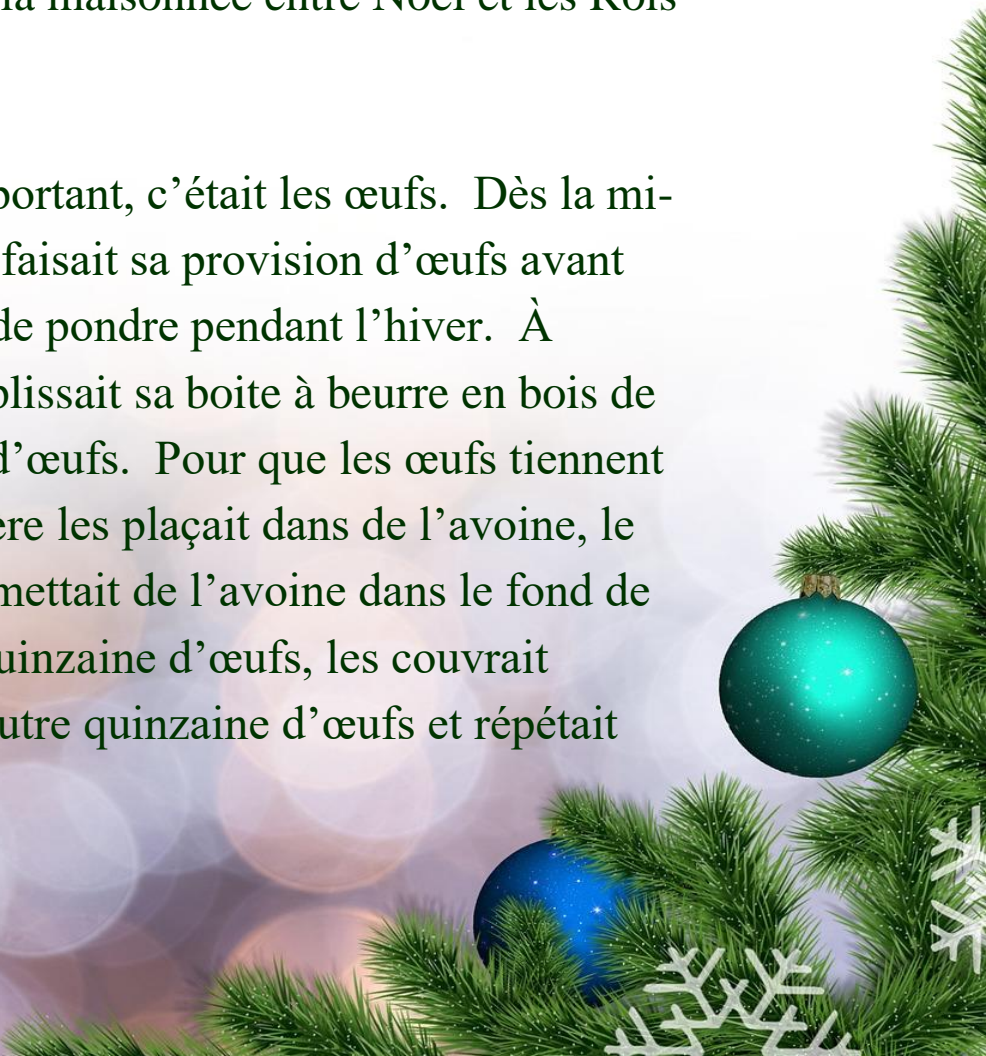 la maisonnée entre Noël et les Rois
portant, c’était les œufs.  Dès la mi-
faisait sa provision d’œufs avant
de pondre pendant l’hiver.  À
plissait sa boite à beurre en bois de
d’œufs.  Pour que les œufs tiennent
ère les plaçait dans de l’avoine, le
mettait de l’avoine dans le fond de
uinzaine d’œufs, les couvrait
utre quinzaine d’œufs et répétait